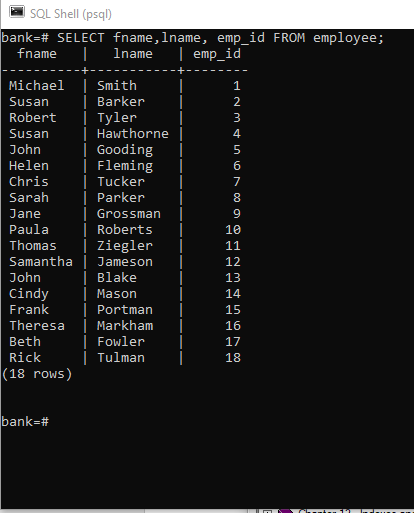 SQL Shell (psql)
bank=# SELECT fname,lname, emp_id FROM employee;
  fname   |   lname   | emp_id
----------+-----------+--------
 Michael  | Smith     |      1
 Susan    | Barker    |      2
 Robert   | Tyler     |      3
 Susan    | Hawthorne |      4
 John     | Gooding   |      5
 Helen    | Fleming   |      6
 Chris    | Tucker    |      7
 Sarah    | Parker    |      8
 Jane     | Grossman  |      9
 Paula    | Roberts   |     10
 Thomas   | Ziegler   |     11
 Samantha | Jameson   |     12
 John     | Blake     |     13
 Cindy    | Mason     |     14
 Frank    | Portman   |     15
 Theresa  | Markham   |     16
 Beth     | Fowler    |     17
 Rick     | Tulman    |     18
(18 rows)
bank=#
Chapter